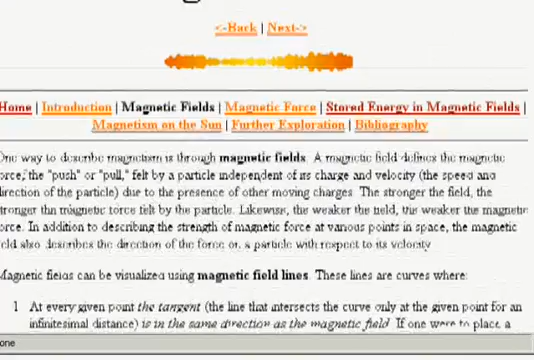 <-Back | Next->
Home | Introduction | Magnetic Fields | Magnetic Force | Stored Energy in Magnetic Fields |
Magnetism on the Sun | Further Exploration | Bibliography
One way to describe magnetism is through magnetic fields. A magnetic field defines the magnetic
orce, the "push" or "pull," felt by a particle independent of its charge and velocity (the speed and
direction of the particle) due to the presence of other moving charges. The stronger the field, the
tronger the magnetic force felt by the particle. Likewise, the weaker the field, the weaker the magnetic
orce. In addition to describing the strength of magnetic force at various points in space, the magnetic
eld also describes the direction of the force on a particle with respect to its velocity.
Magnetic fields can be visualized using magnetic field lines. These lines are curves where:
1 At every given point the tangent (the line that intersects the curve only at the given point for an
infinitesimal distance) is in the same direction as the magnetic field. If one were to place a
one